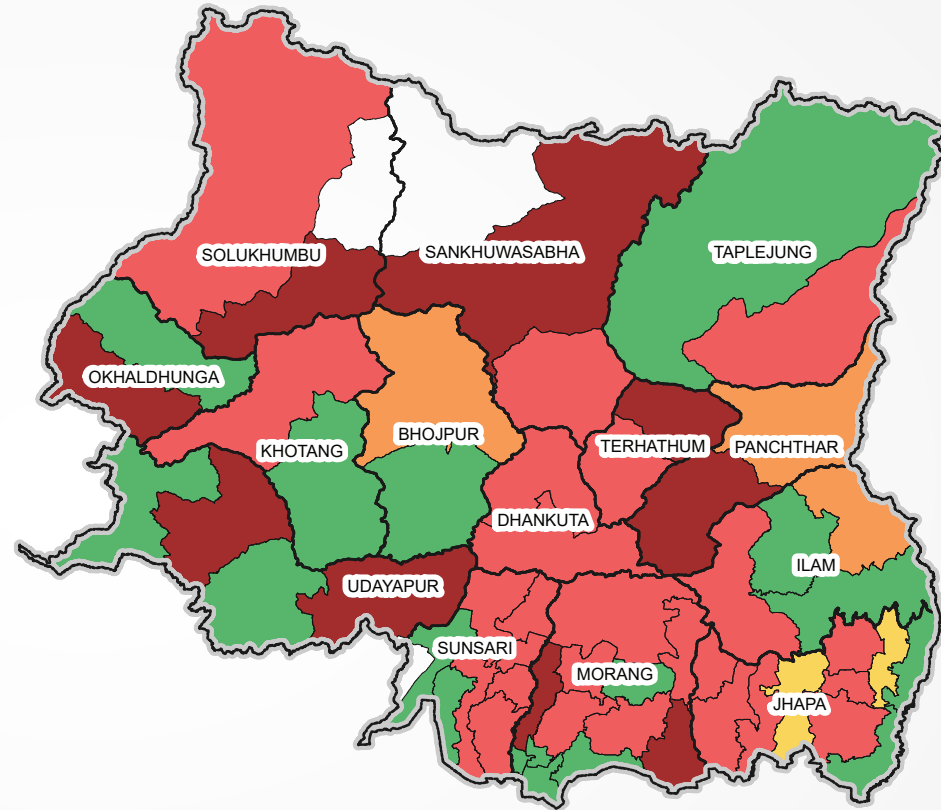 SOLUKHUMBU
SANKHUWASABHA
TAPLEJUNG
OKHALDHUNGA
KHOTANG
BHOJPUR
TERHATHUM
PANCHTHAR
DHANKUTA
ILAM
UDAYAPUR
SUNSARI
MORANG
JHAPA